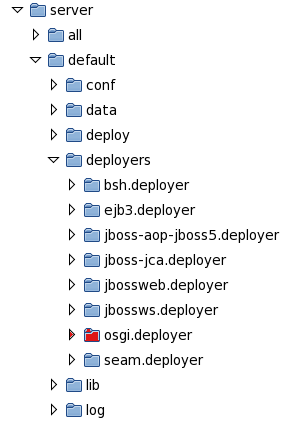 server
all
default
conf
data
deploy
deployers
bsh.deployer
ejb3.deployer
jboss-aop-jboss5.deployer
jboss-jca.deployer
jbossweb.deployer
jbossws.deployer
osgi.deployer
seam.deployer
lib
log